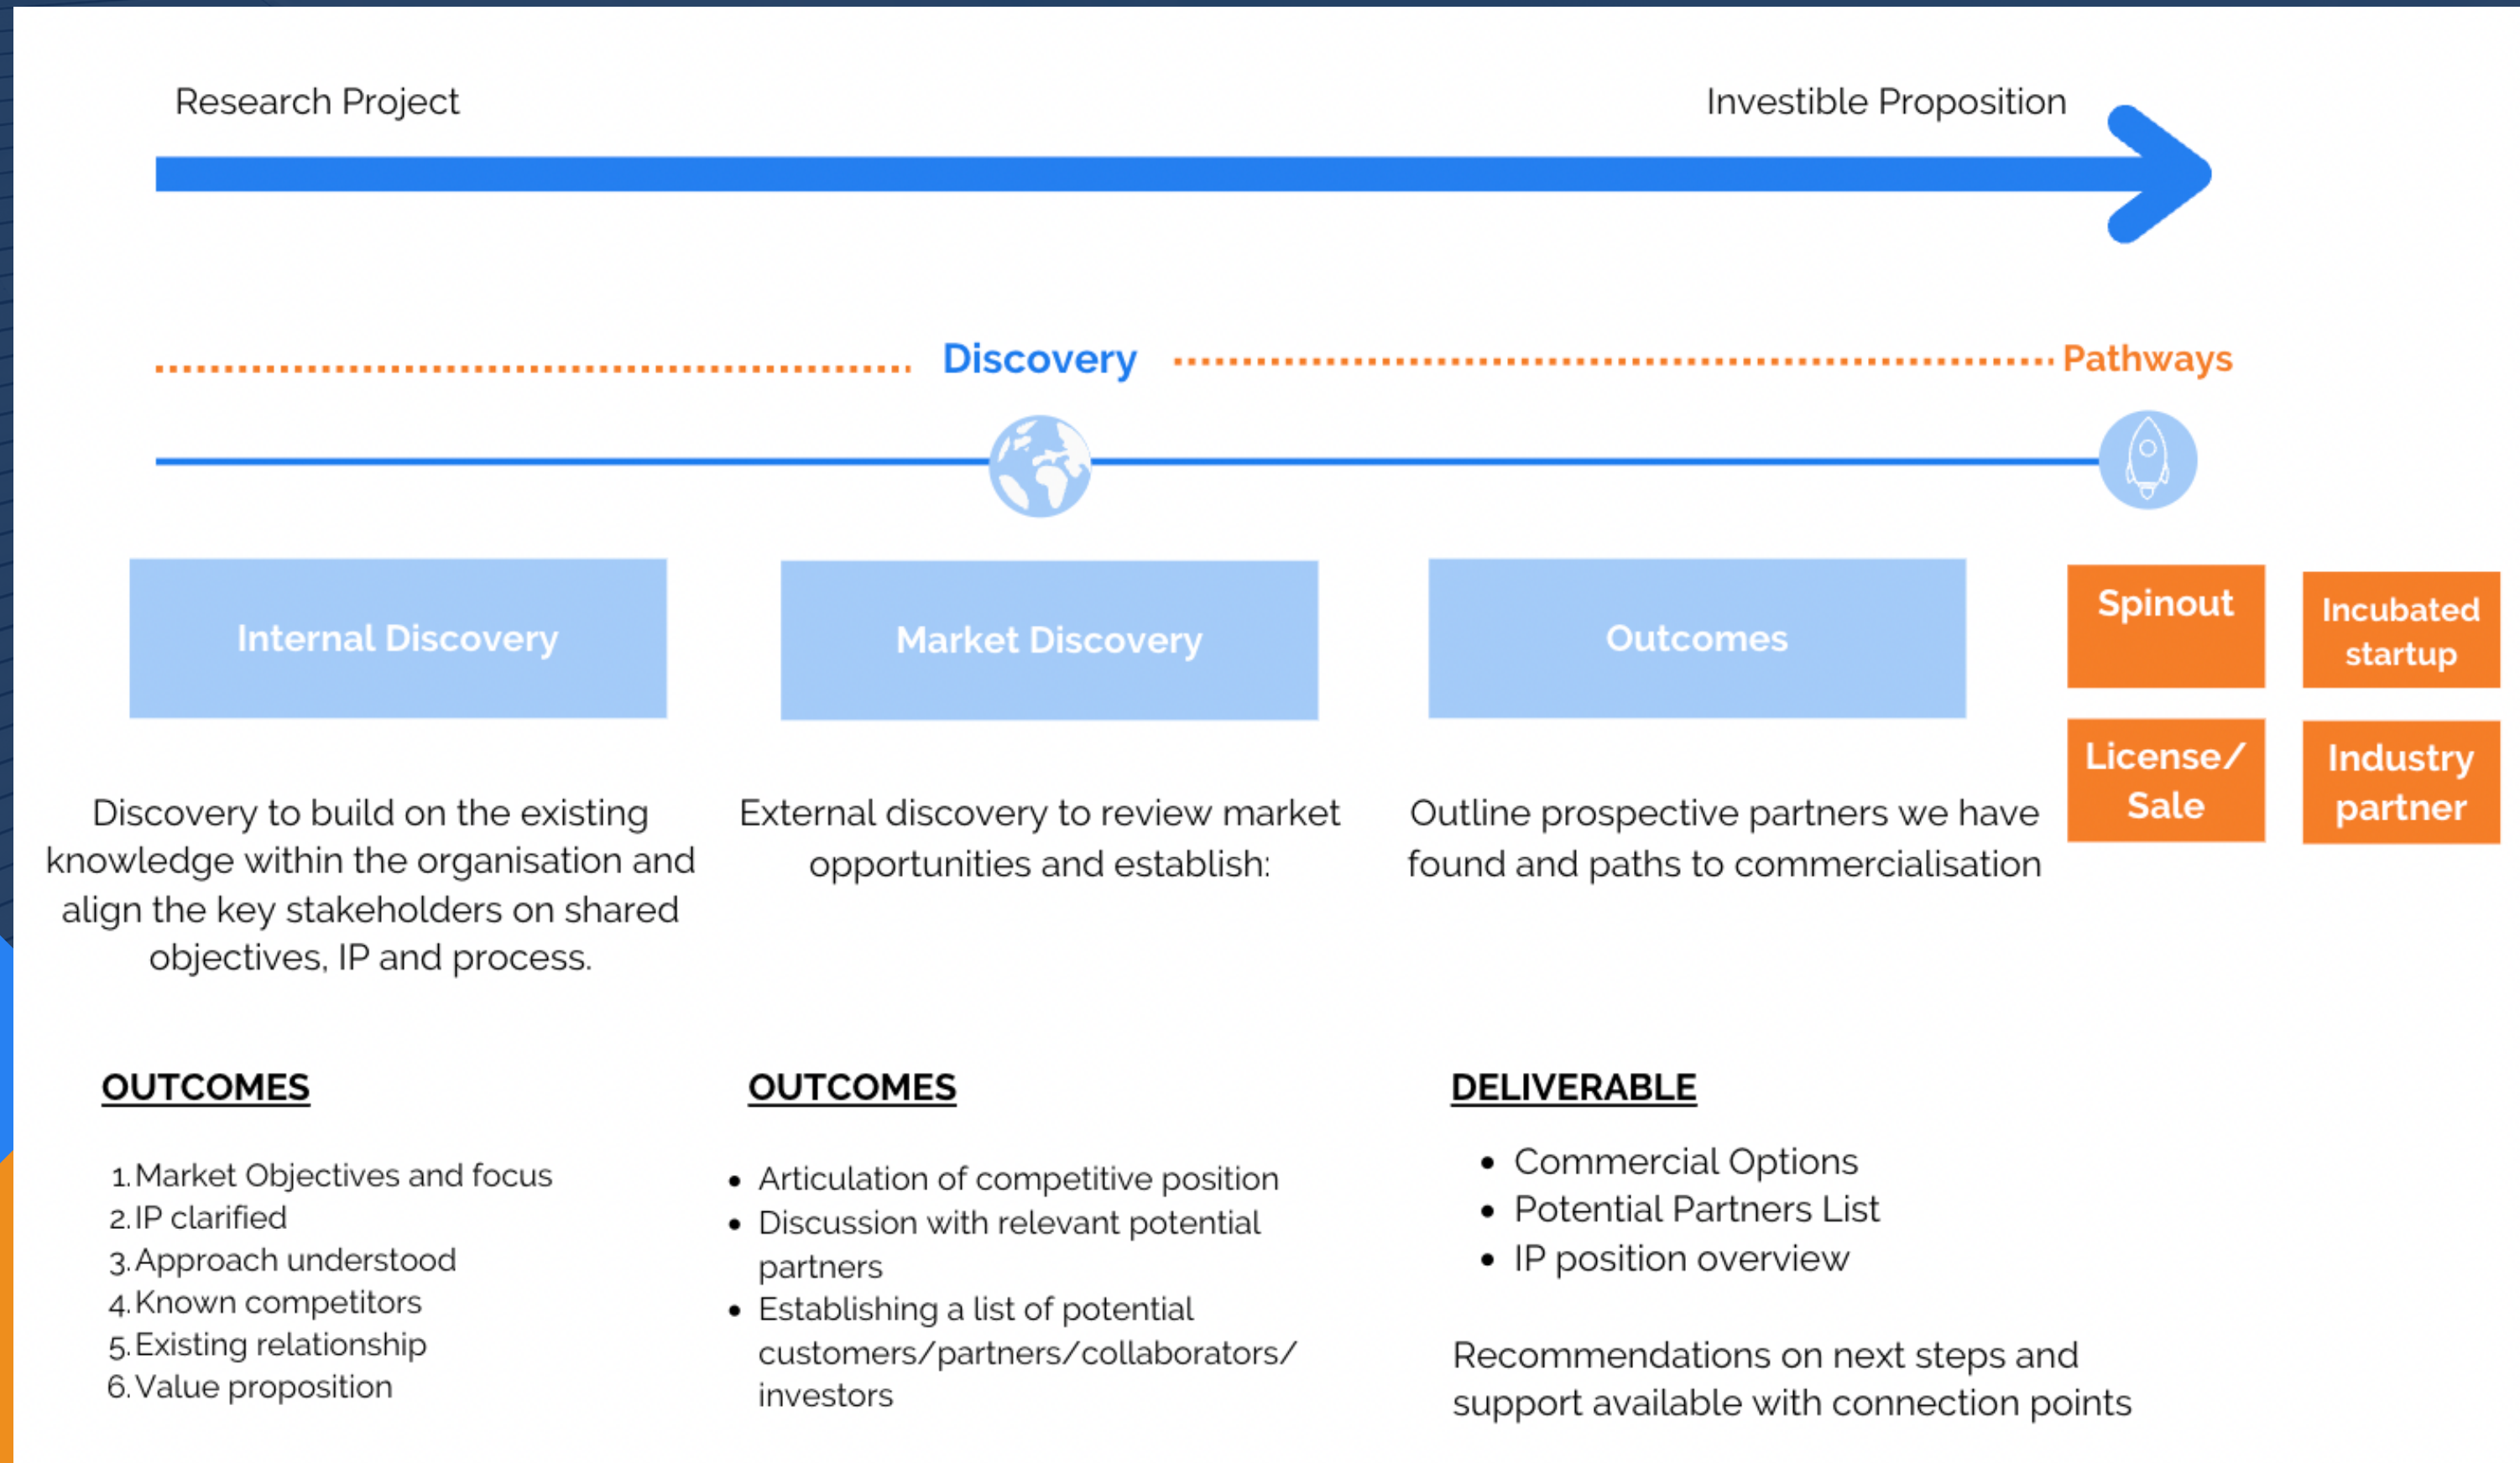 Research Project
Investible Proposition
Discovery
Pathways
Internal Discovery
Market Discovery
Outcomes
Spinout
Incubated
startup
License/
Sale
Industry
partner
Discovery to build on the existing
knowledge within the organisation and
align the key stakeholders on shared
objectives, IP and process.
External discovery to review market
opportunities and establish:
Outline prospective partners we have
found and paths to commercialisation
OUTCOMES
1. Market Objectives and focus
2. IP clarified
3. Approach understood
4. Known competitors
5. Existing relationship
6. Value proposition
OUTCOMES
• Articulation of competitive position
• Discussion with relevant potential
partners
• Establishing a list of potential
customers/partners/collaborators/
investors
DELIVERABLE
• Commercial Options
• Potential Partners List
• IP position overview
Recommendations on next steps and
support available with connection points